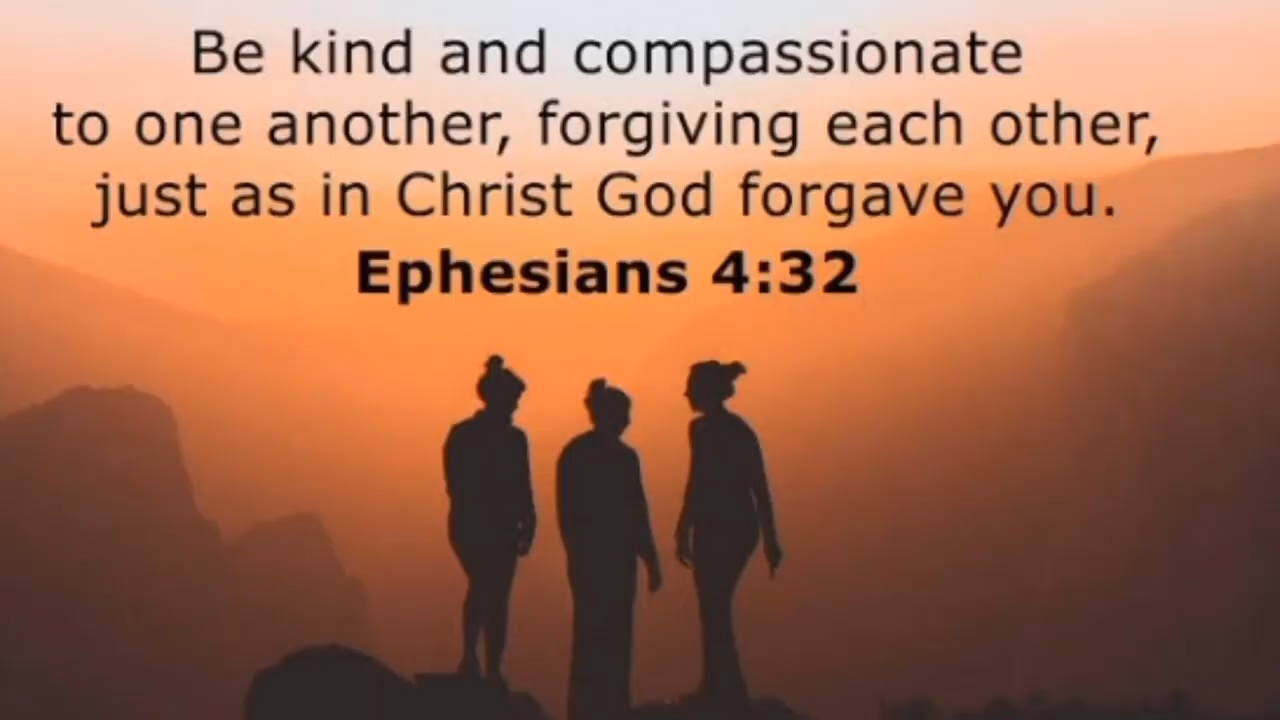 Be kind and compassionate
to one another, forgiving each other,
just as in Christ God forgave you.
Ephesians 4:32